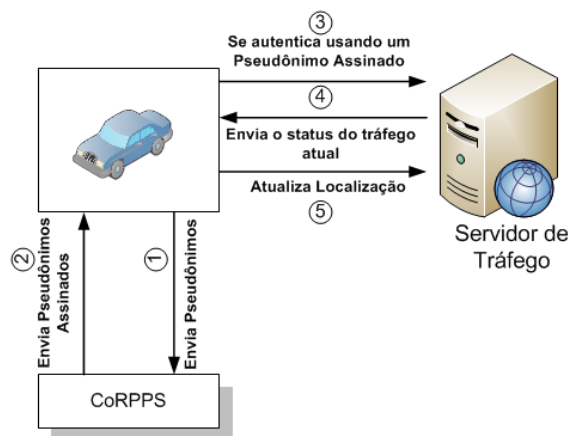 3
Se autentica usando um
Pseudônimo Assinado
4
Envia o status do tráfego
atual
Atualiza Localização
5
Servidor de
Tráfego
2
Envia Pseudônimos
Assinados
1
Envia Pseudônimos
CoRPPS